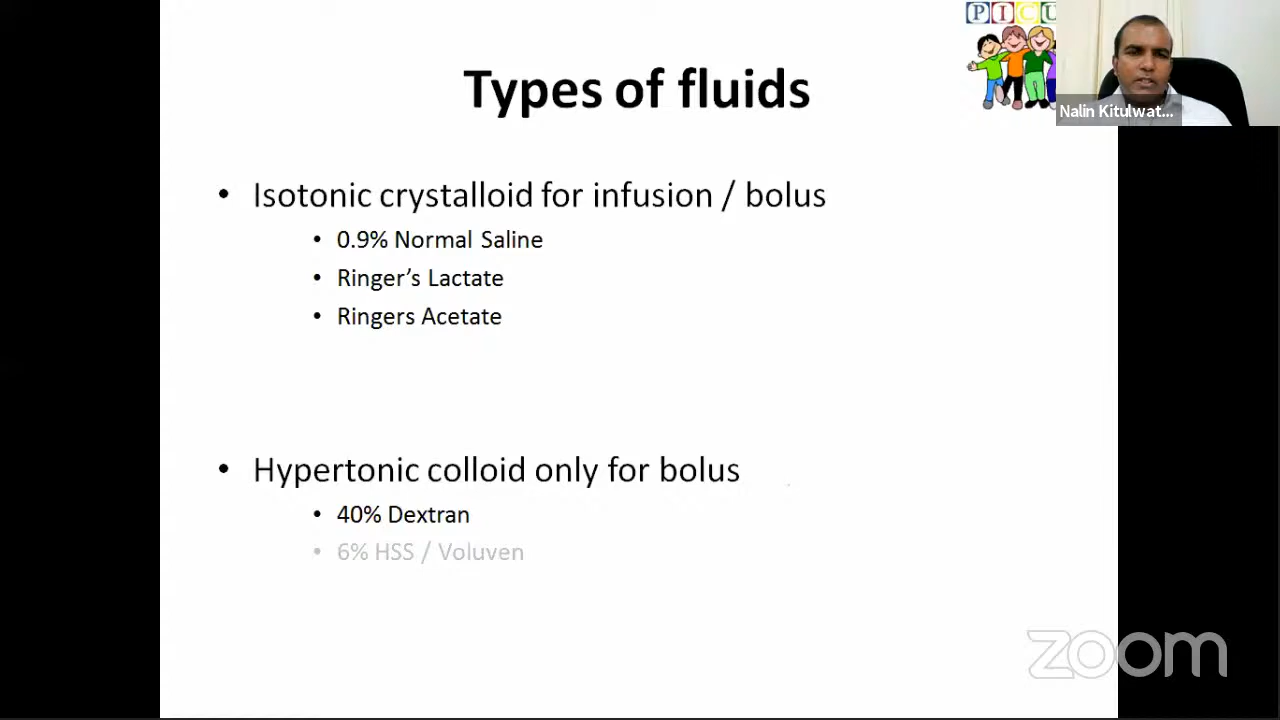 PICU
Types of fluids
Nalin Kitulwat...
• Isotonic crystalloid for infusion / bolus
• 0.9% Normal Saline
• Ringer’s Lactate
• Ringers Acetate
• Hypertonic colloid only for bolus
• 40% Dextran
• 6% HSS / Voluven
zoom